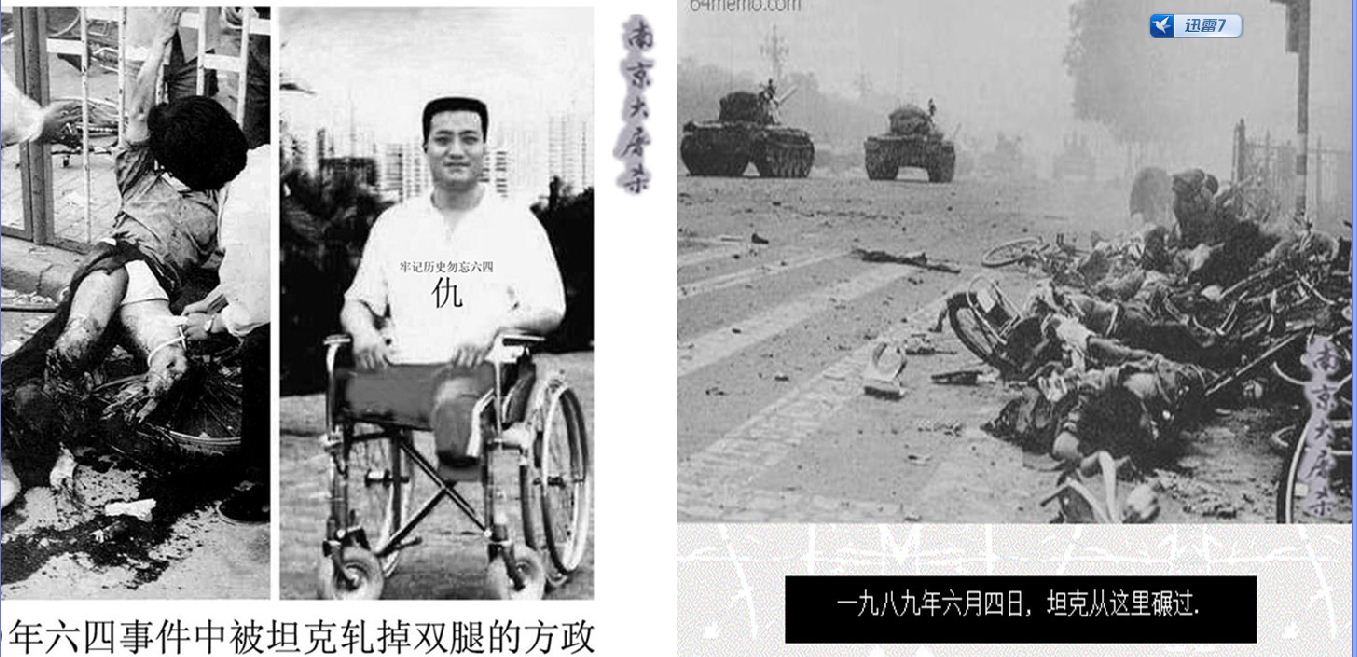 牢记历史勿忘六四
仇
年六四事件中被坦克轧掉双腿的方政
南京大屠杀
64memo.com
迅雷7
南京大屠杀
一九八九年六月四日，坦克从这里碾过.